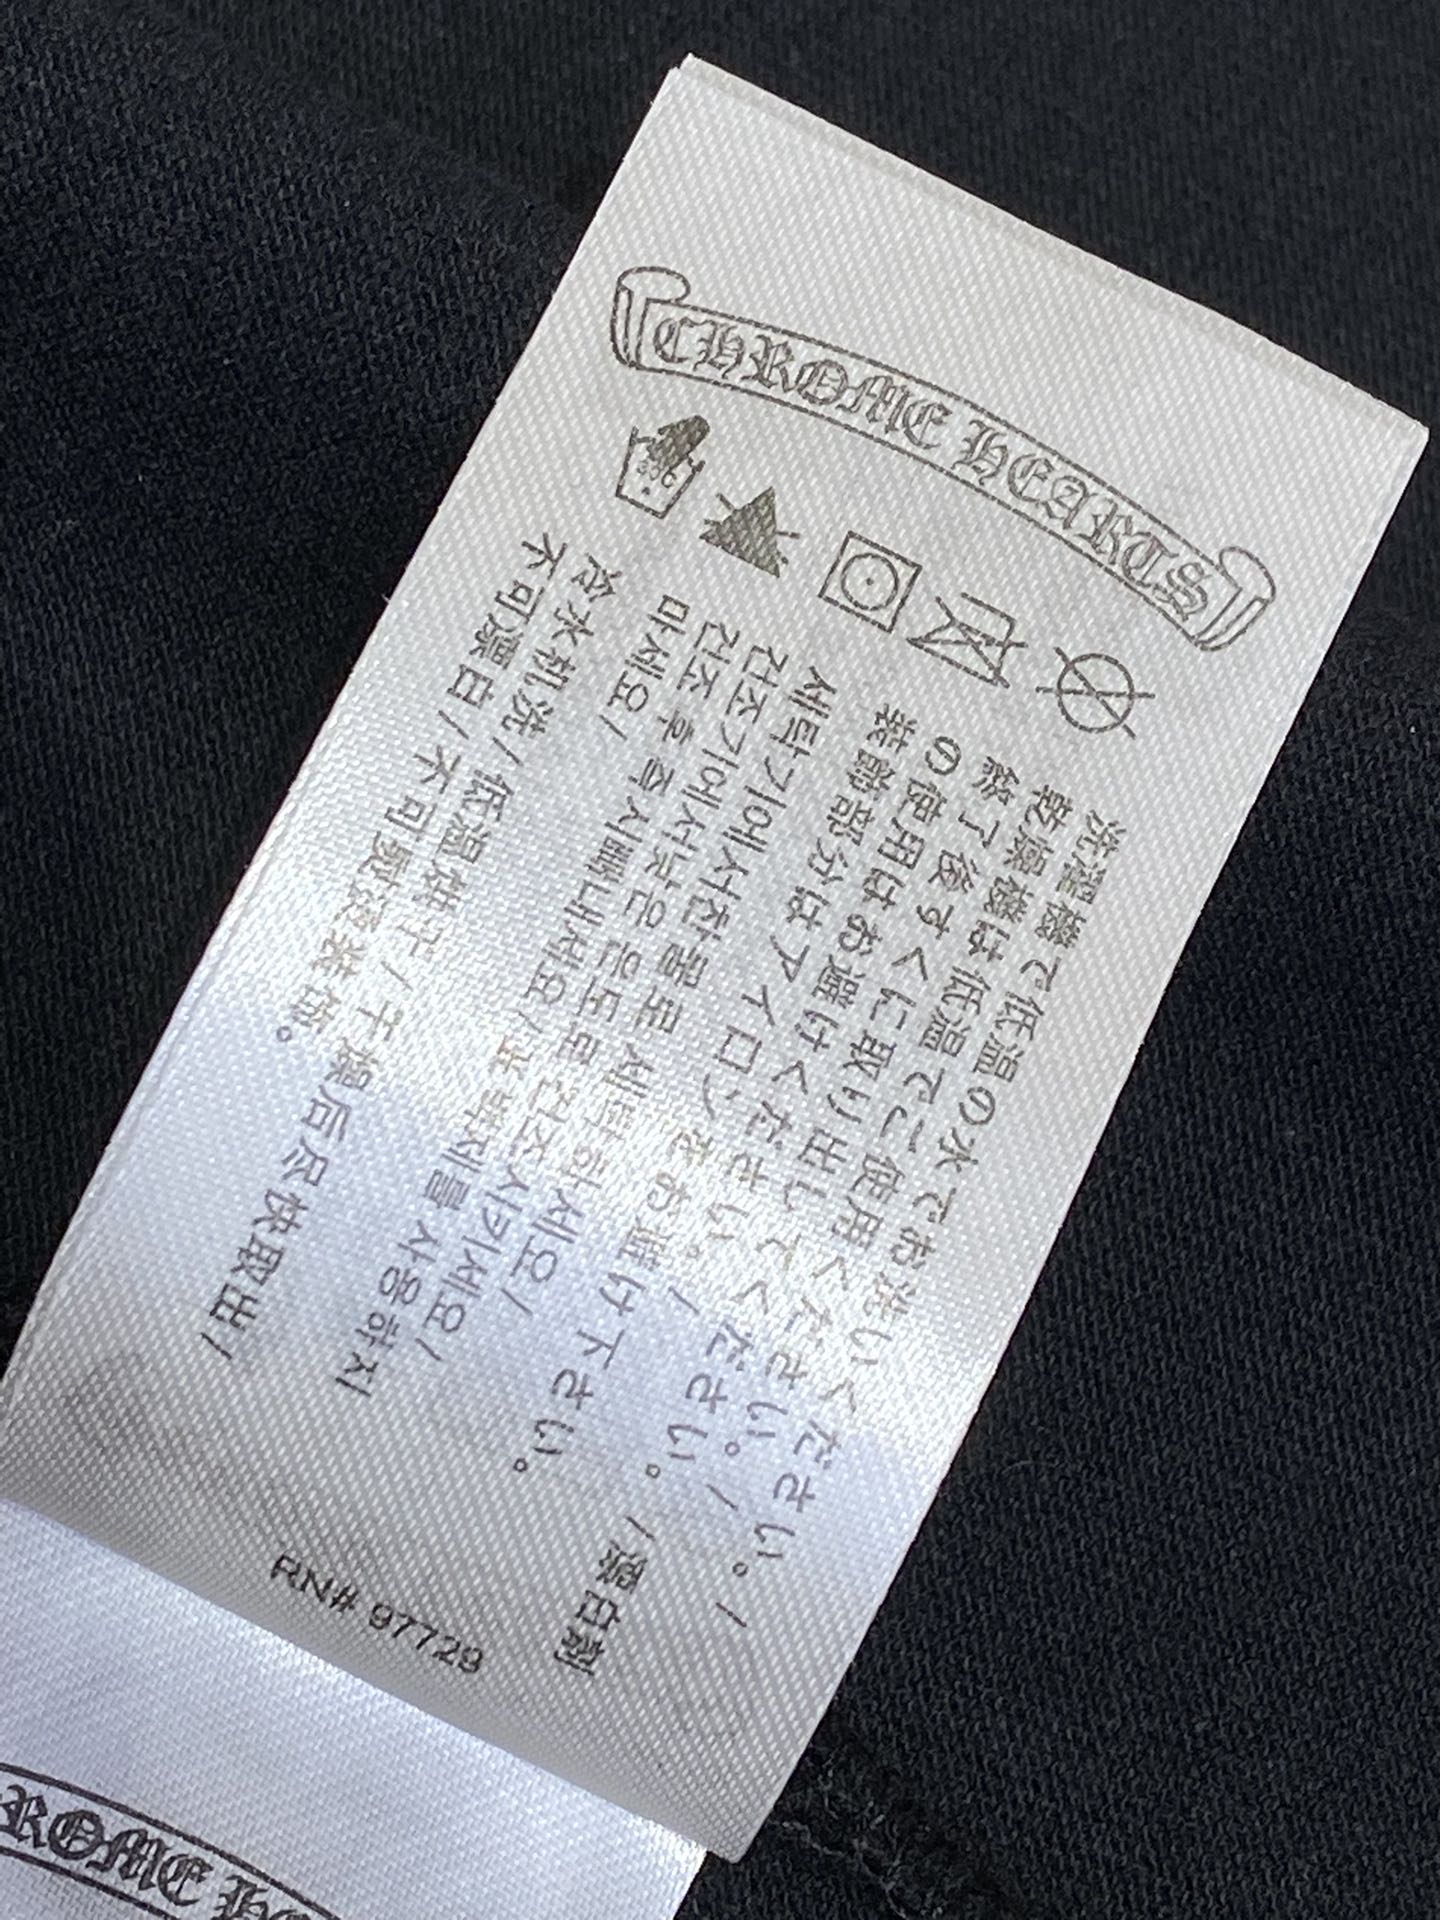 CHROME HEARTS
洗濯機で低温の水でお洗いください。/
乾燥機は低温でご使用ください。/
終了後すぐに取り出してください。/漂白剤
の使用はお避けください。/
装飾部分はアイロンをお避け下さい。
세탁기에서찬물로 세탁하세요/
건조기에서낮은 온도로 건조시키세요/
건조 후 즉시빼내세요/표백제를 사용하지
마세요/
冷水机洗/低温烘干/干燥后尽快取出/
不可漂白/不可熨烫装饰。
RN# 97729
ROME HE